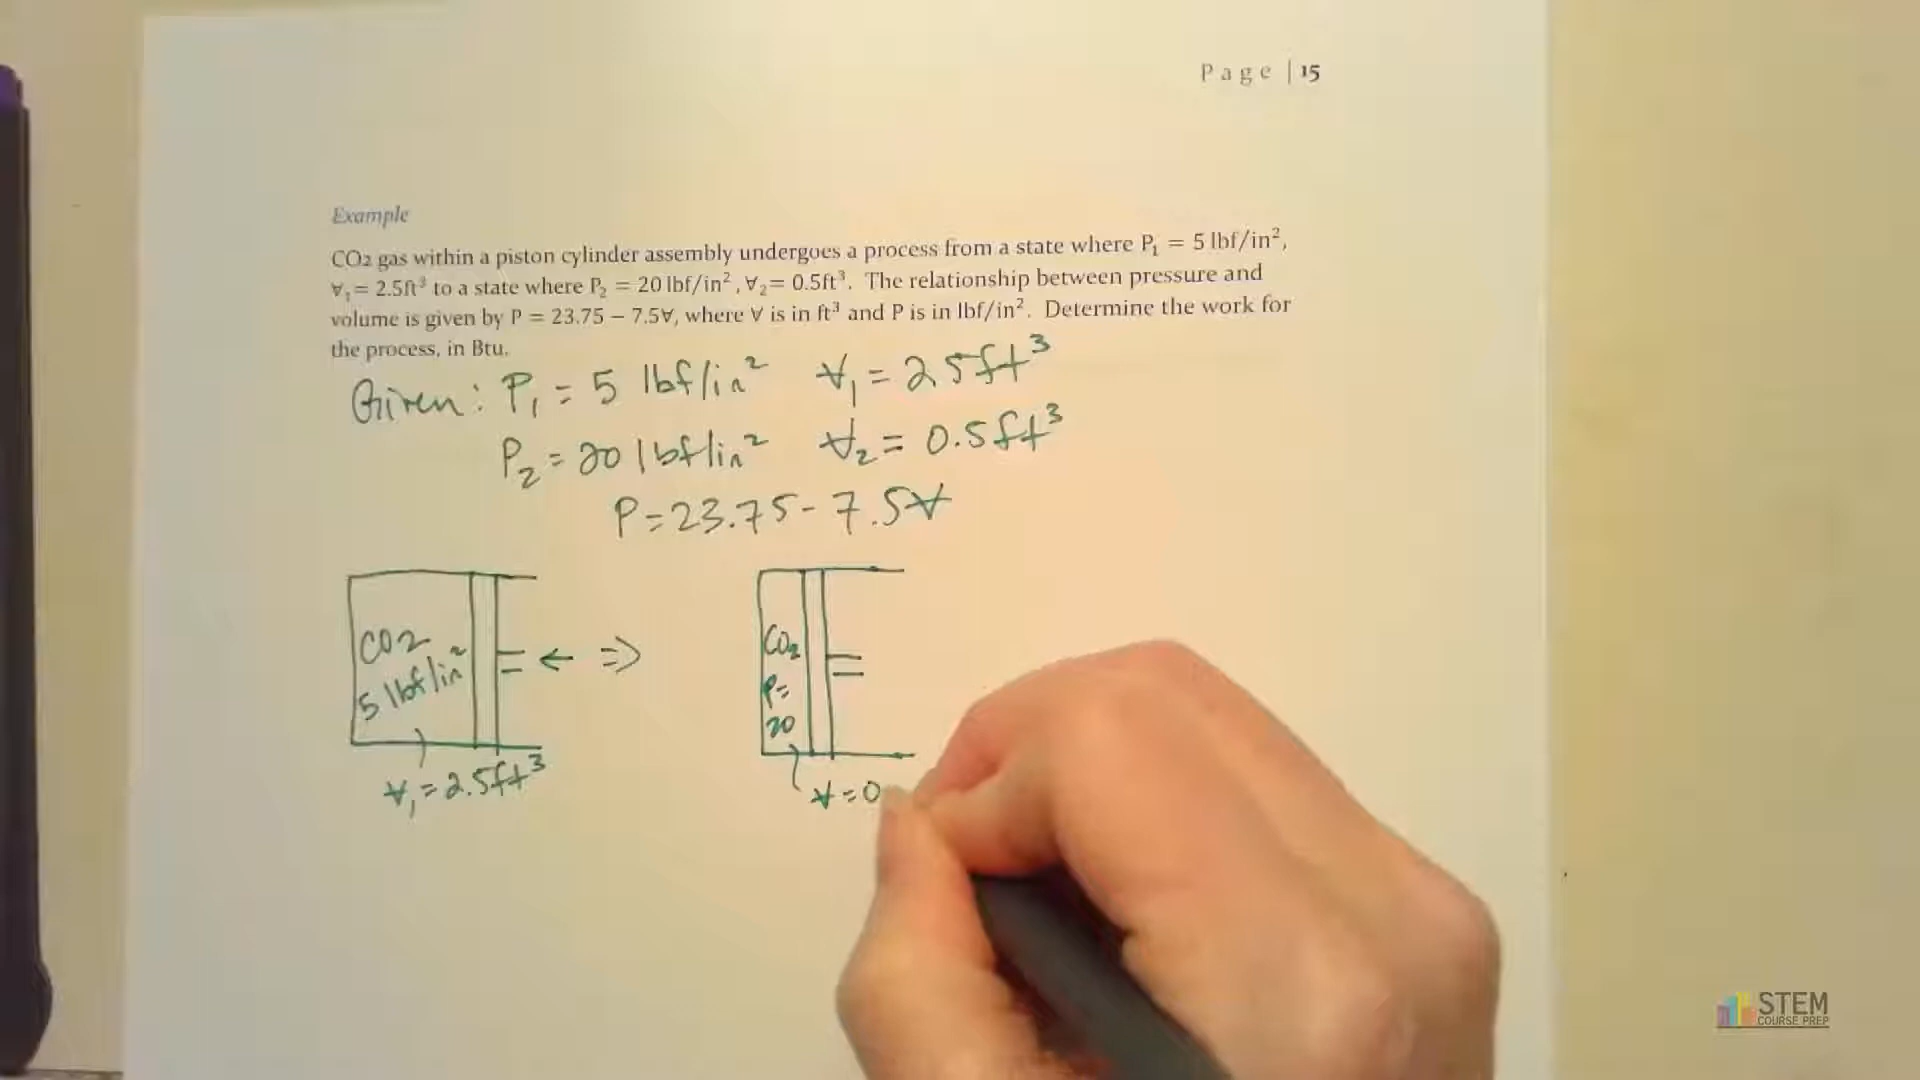 Page | 15
Example
CO2 gas within a piston cylinder assembly undergoes a process from a state where P₁ = 5 lbf/in²,
∀₁= 2.5ft³ to a state where P₂ = 20 lbf/in², ∀₂= 0.5ft³. The relationship between pressure and
volume is given by P = 23.75 – 7.5∀, where ∀ is in ft³ and P is in lbf/in². Determine the work for
the process, in Btu.
Given: P₁ = 5 lbf/in² ∀₁ = 2.5ft³
P₂ = 20 lbf/in² ∀₂ = 0.5ft³
P = 23.75 - 7.5∀
CO2
5 lbf/in²
← ⇒
∀₁ = 2.5ft³
CO₂
P=
20
∀ = 0
STEM
COURSE PREP